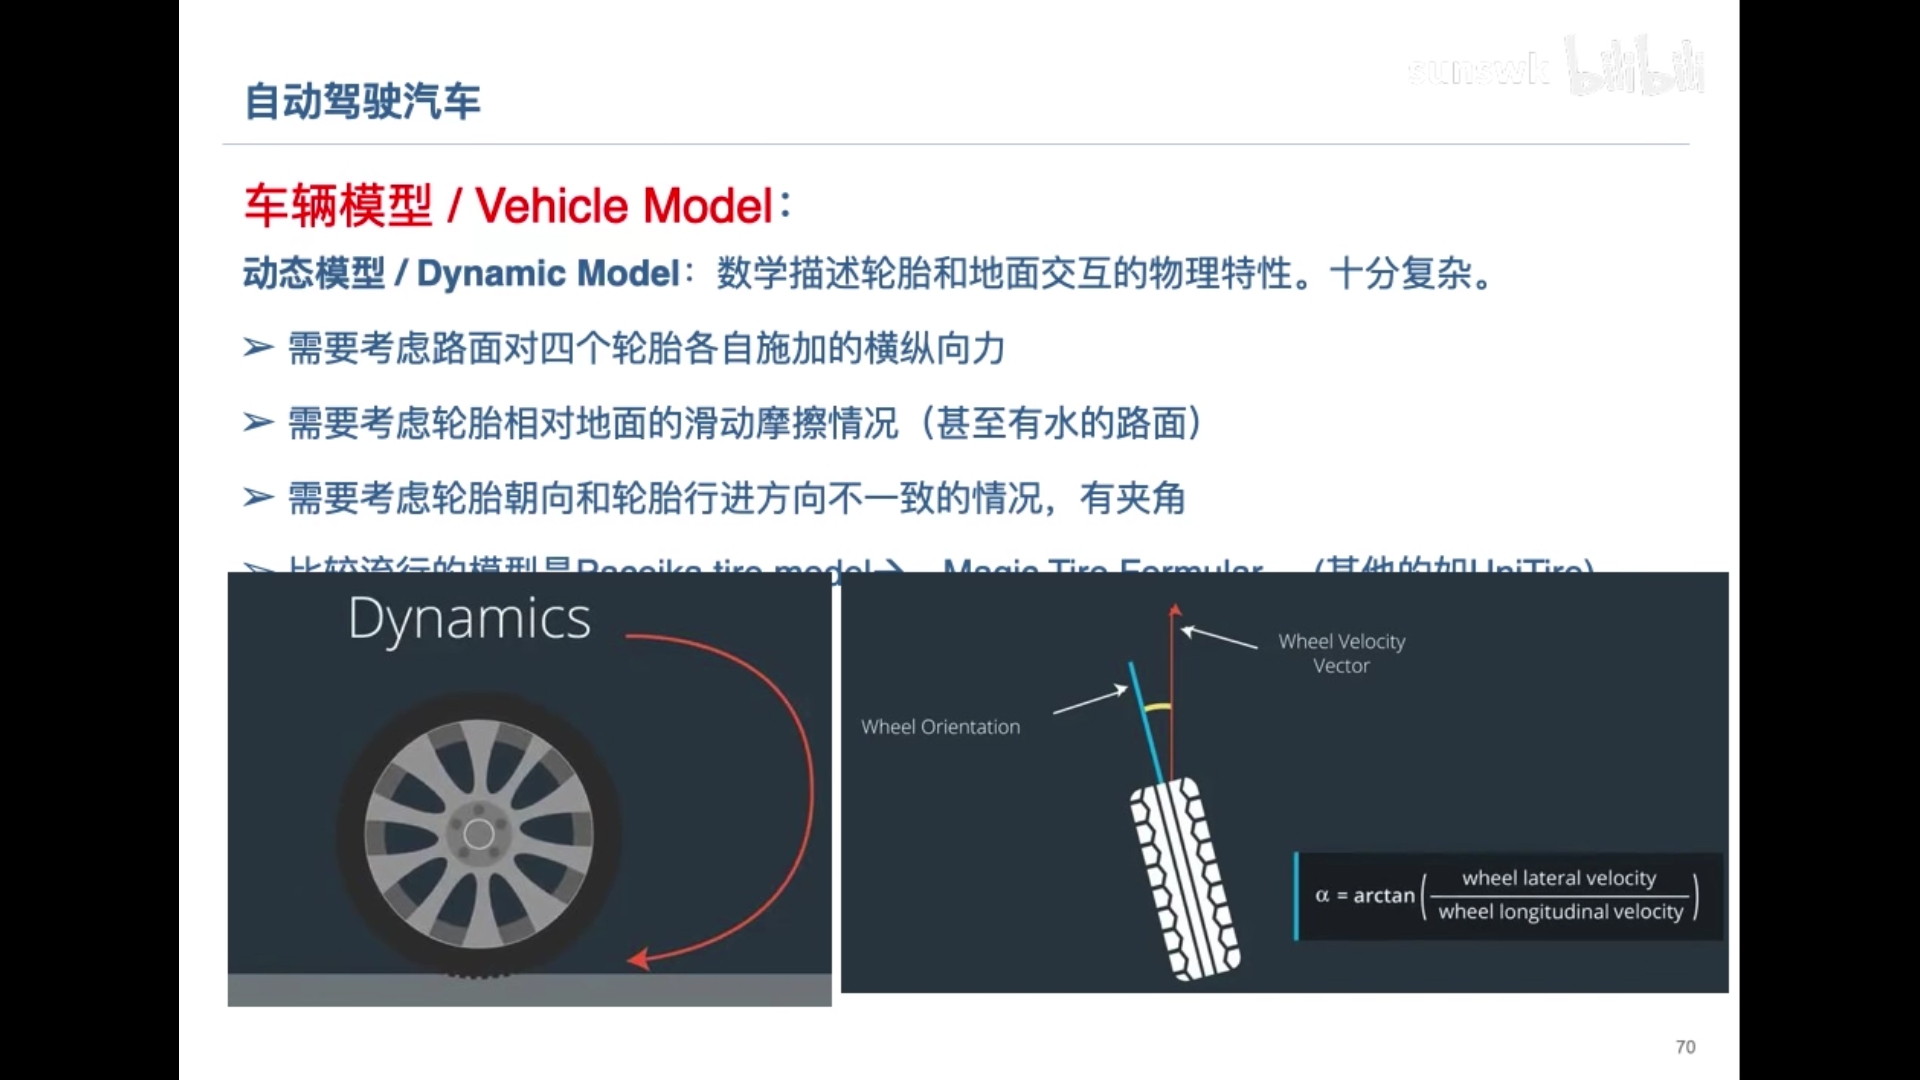 sunswk bilibili
自动驾驶汽车
车辆模型 / Vehicle Model：
动态模型 / Dynamic Model：数学描述轮胎和地面交互的物理特性。十分复杂。
➢ 需要考虑路面对四个轮胎各自施加的横纵向力
➢ 需要考虑轮胎相对地面的滑动摩擦情况（甚至有水的路面）
➢ 需要考虑轮胎朝向和轮胎行进方向不一致的情况，有夹角
➢ 比较流行的模型是Pacejka tire model→ Magic Tire Formular （其他的如UniTire）
Dynamics
Wheel Velocity
Vector
Wheel Orientation
α = arctan ( wheel lateral velocity
wheel longitudinal velocity )
70